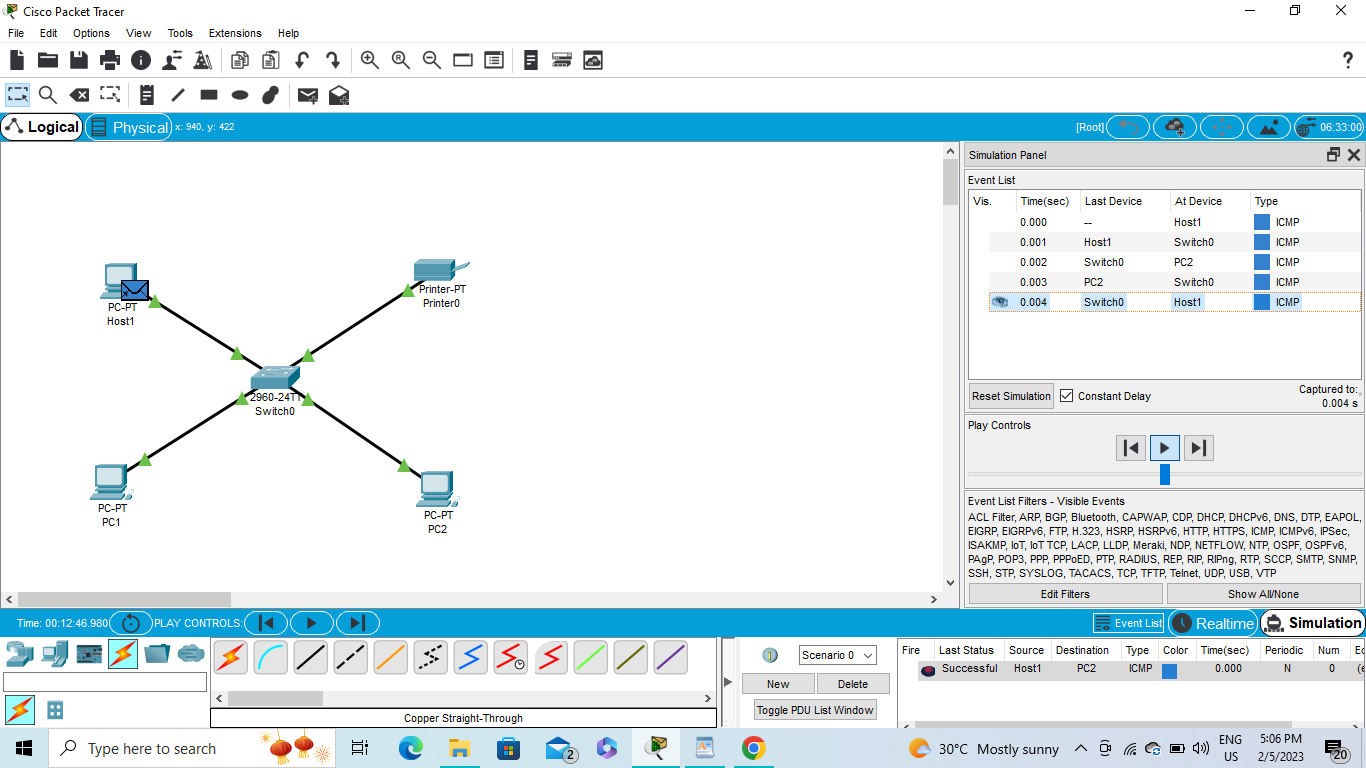 Cisco Packet Tracer
File Edit Options View Tools Extensions Help
?
Logical Physical x: 940, y: 422 [Root] 06:33:00
PC-PT
Host1
Printer-PT
Printer0
2960-24TT
Switch0
PC-PT
PC1
PC-PT
PC2
Simulation Panel
Event List
Vis. Time(sec) Last Device At Device Type
0.000 -- Host1 ICMP
0.001 Host1 Switch0 ICMP
0.002 Switch0 PC2 ICMP
0.003 PC2 Switch0 ICMP
0.004 Switch0 Host1 ICMP
Reset Simulation Constant Delay Captured to:
0.004 s
Play Controls
Event List Filters - Visible Events
ACL Filter, ARP, BGP, Bluetooth, CAPWAP, CDP, DHCP, DHCPv6, DNS, DTP, EAPOL,
EIGRP, EIGRPv6, FTP, H.323, HSRP, HSRPv6, HTTP, HTTPS, ICMP, ICMPv6, IPSec,
ISAKMP, IoT, IoT TCP, LACP, LLDP, Meraki, NDP, NETFLOW, NTP, OSPF, OSPFv6,
PAgP, POP3, PPP, PPPoED, PTP, RADIUS, REP, RIP, RIPng, RTP, SCCP, SMTP, SNMP,
SSH, STP, SYSLOG, TACACS, TCP, TFTP, Telnet, UDP, USB, VTP
Edit Filters Show All/None
Time: 00:12:46.980 PLAY CONTROLS: Event List Realtime Simulation
Scenario 0
New Delete
Toggle PDU List Window
Copper Straight-Through
Fire Last Status Source Destination Type Color Time(sec) Periodic Num Ed
Successful Host1 PC2 ICMP 0.000 N 0 (e
Type here to search
2
30°C Mostly sunny
ENG
US
5:06 PM
2/5/2023
20